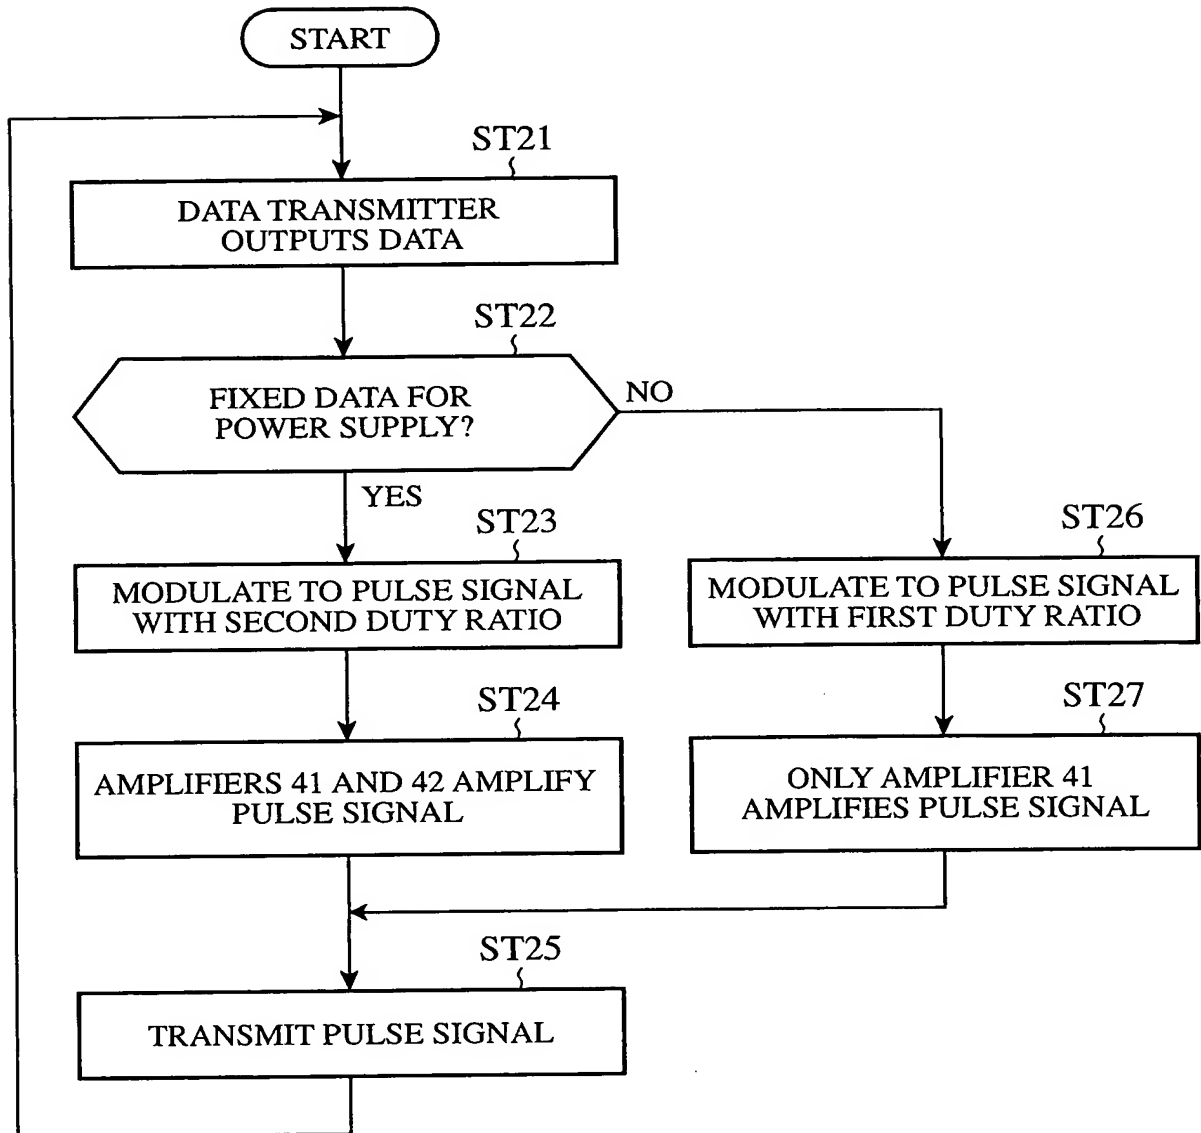 START
ST21
DATA TRANSMITTER
OUTPUTS DATA
ST22
FIXED DATA FOR
POWER SUPPLY?
NO
YES
ST23
MODULATE TO PULSE SIGNAL
WITH SECOND DUTY RATIO
ST26
MODULATE TO PULSE SIGNAL
WITH FIRST DUTY RATIO
ST24
AMPLIFIERS 41 AND 42 AMPLIFY
PULSE SIGNAL
ST27
ONLY AMPLIFIER 41
AMPLIFIES PULSE SIGNAL
ST25
TRANSMIT PULSE SIGNAL